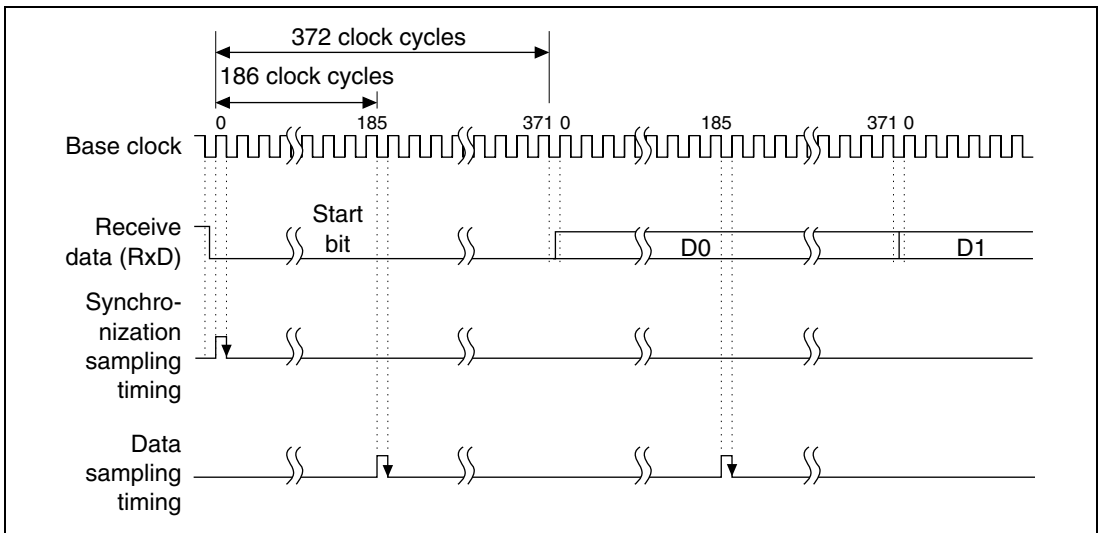 372 clock cycles
186 clock cycles
0 185 371 0 185 371 0
Base clock
Receive
data (RxD)
Start
bit
D0
D1
Synchro-
nization
sampling
timing
Data
sampling
timing